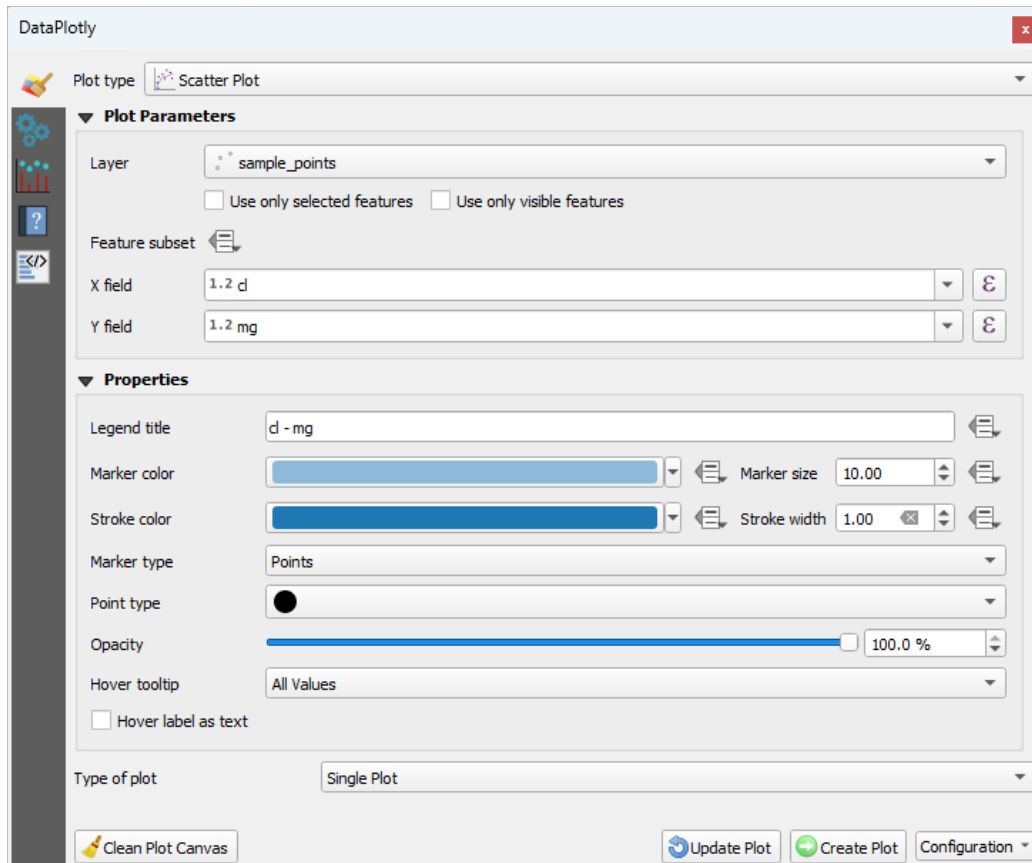 DataPlotly
x
Plot type Scatter Plot
Plot Parameters
Layer sample_points
Use only selected features Use only visible features
Feature subset
X field 1.2 cl ε
Y field 1.2 mg ε
Properties
Legend title cl - mg
Marker color Marker size 10.00
Stroke color Stroke width 1.00
Marker type Points
Point type
Opacity 100.0 %
Hover tooltip All Values
Hover label as text
Type of plot Single Plot
Clean Plot Canvas Update Plot Create Plot Configuration